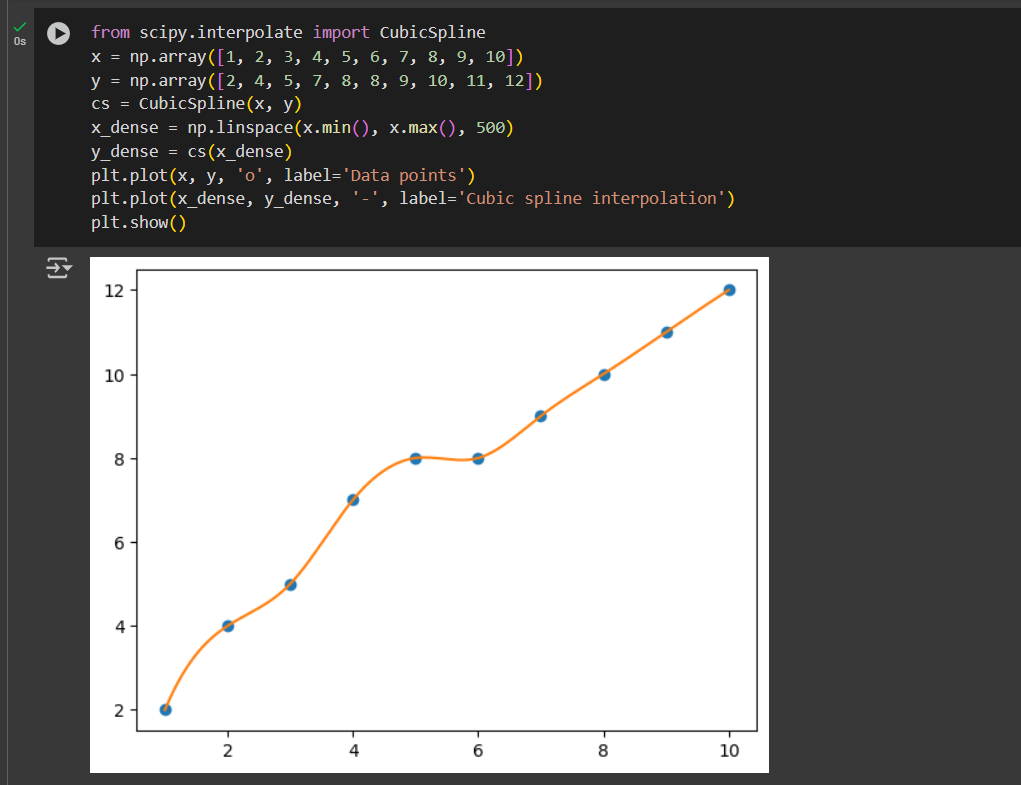 from scipy.interpolate import CubicSpline
0s
x = np.array([1, 2, 3, 4, 5, 6, 7, 8, 9, 10])
y = np.array([2, 4, 5, 7, 8, 8, 9, 10, 11, 12])
cs = CubicSpline(x, y)
x_dense = np.linspace(x.min(), x.max(), 500)
y_dense = cs(x_dense)
plt.plot(x, y, 'o', label='Data points')
plt.plot(x_dense, y_dense, '-', label='Cubic spline interpolation')
plt.show()
12
10
8
6
4
2
2 4 6 8 10